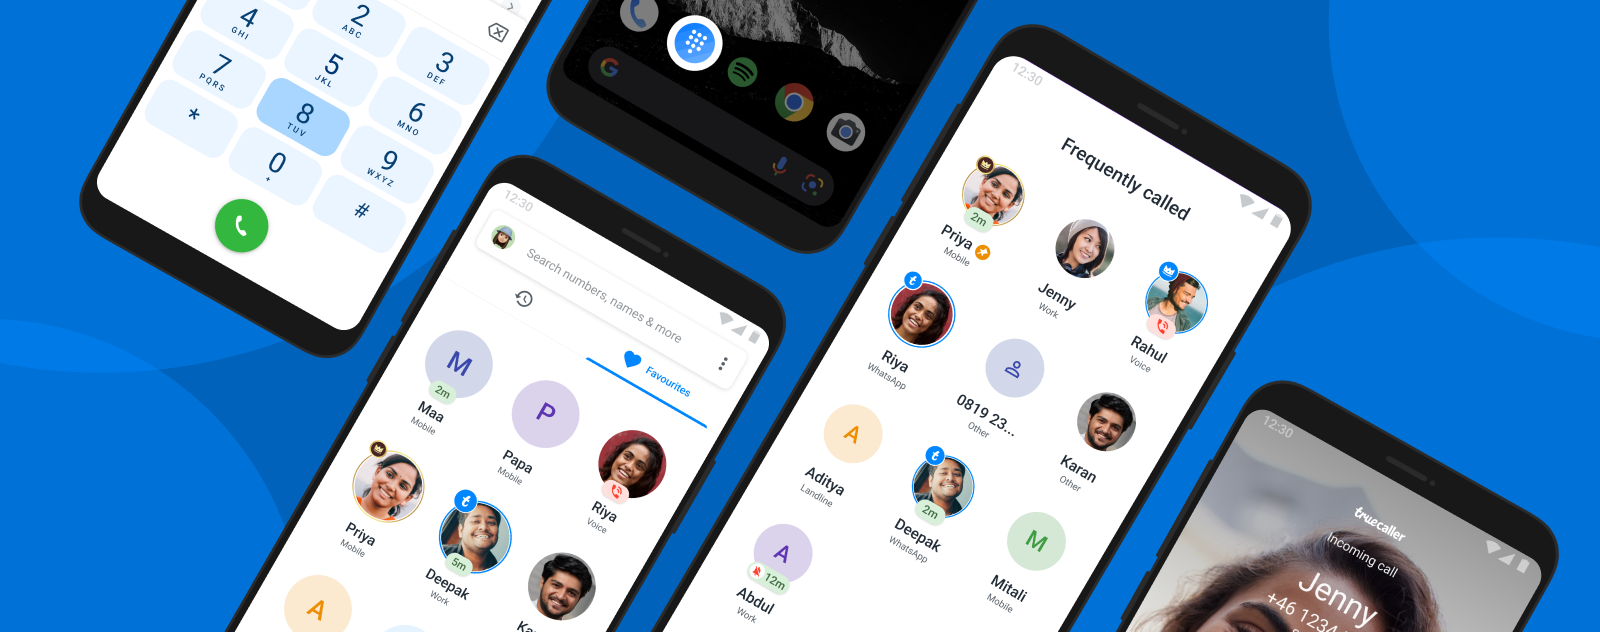 2
ABC
3
DEF
4
GHI
5
JKL
6
MNO
7
PQRS
8
TUV
9
WXYZ
*
0
+
#
12:30
Search numbers, names & more
Favourites
M
2m
Maa
Mobile
P
Papa
Mobile
Riya
Voice
Priya
Mobile
5m
Deepak
Work
A
12:30
Frequently called
2m
Priya
Mobile
Jenny
Work
Rahul
Voice
Riya
WhatsApp
0819 23...
Other
Karan
Other
A
Aditya
Landline
2m
Deepak
WhatsApp
M
Mitali
Mobile
A
12m
Abdul
Work
12:30
truecaller
Incoming call
Jenny
+46 1234